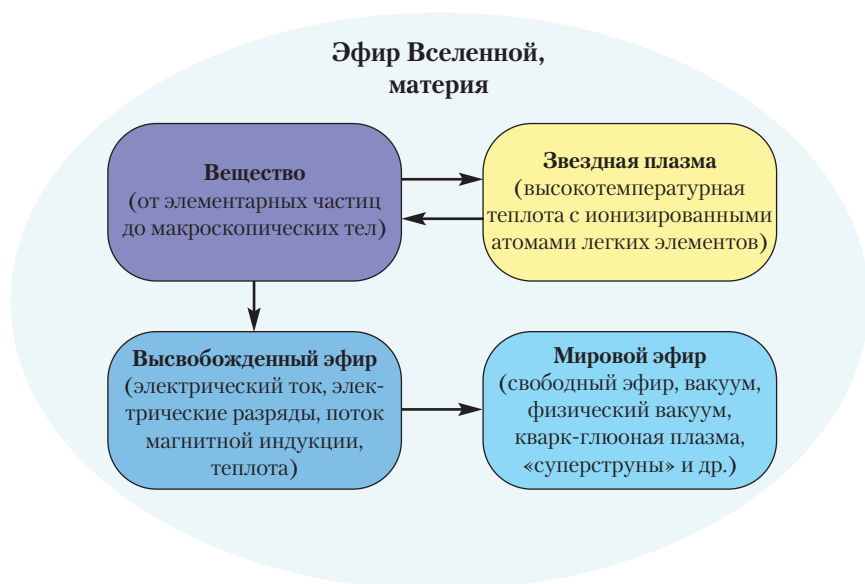 Эфир Вселенной,
материя
Вещество
(от элементарных частиц
до макроскопических тел)
Звездная плазма
(высокотемпературная
теплота с ионизированными
атомами легких элементов)
Высвобожденный эфир
(электрический ток, элек-
трические разряды, поток
магнитной индукции,
теплота)
Мировой эфир
(свободный эфир, вакуум,
физический вакуум,
кварк-глюоная плазма,
«суперструны» и др.)